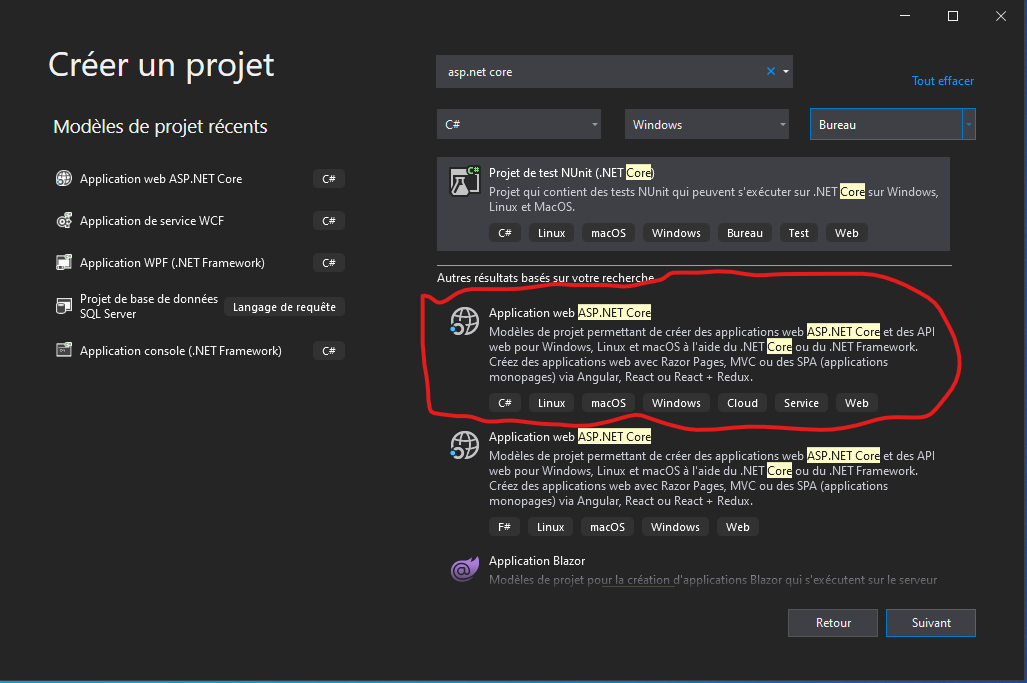 Créer un projet
Modèles de projet récents
Application web ASP.NET Core
C#
Application de service WCF
C#
Application WPF (.NET Framework)
C#
Projet de base de données
SQL Server
Langage de requête
Application console (.NET Framework)
C#
asp.net core
Tout effacer
C#
Windows
Bureau
Projet de test NUnit (.NET Core)
Projet qui contient des tests NUnit qui peuvent s'exécuter sur .NET Core sur Windows,
Linux et MacOS.
C# Linux macOS Windows Bureau Test Web
Autres résultats basés sur votre recherche
Application web ASP.NET Core
Modèles de projet permettant de créer des applications web ASP.NET Core et des API
web pour Windows, Linux et macOS à l'aide du .NET Core ou du .NET Framework.
Créez des applications web avec Razor Pages, MVC ou des SPA (applications
monopages) via Angular, React ou React + Redux.
C# Linux macOS Windows Cloud Service Web
Application web ASP.NET Core
Modèles de projet permettant de créer des applications web ASP.NET Core et des API
web pour Windows, Linux et macOS à l'aide du .NET Core ou du .NET Framework.
Créez des applications web avec Razor Pages, MVC ou des SPA (applications
monopages) via Angular, React ou React + Redux.
F# Linux macOS Windows Web
Application Blazor
Modèles de projet pour la création d'applications Blazor qui s'exécutent sur le serveur
Retour
Suivant